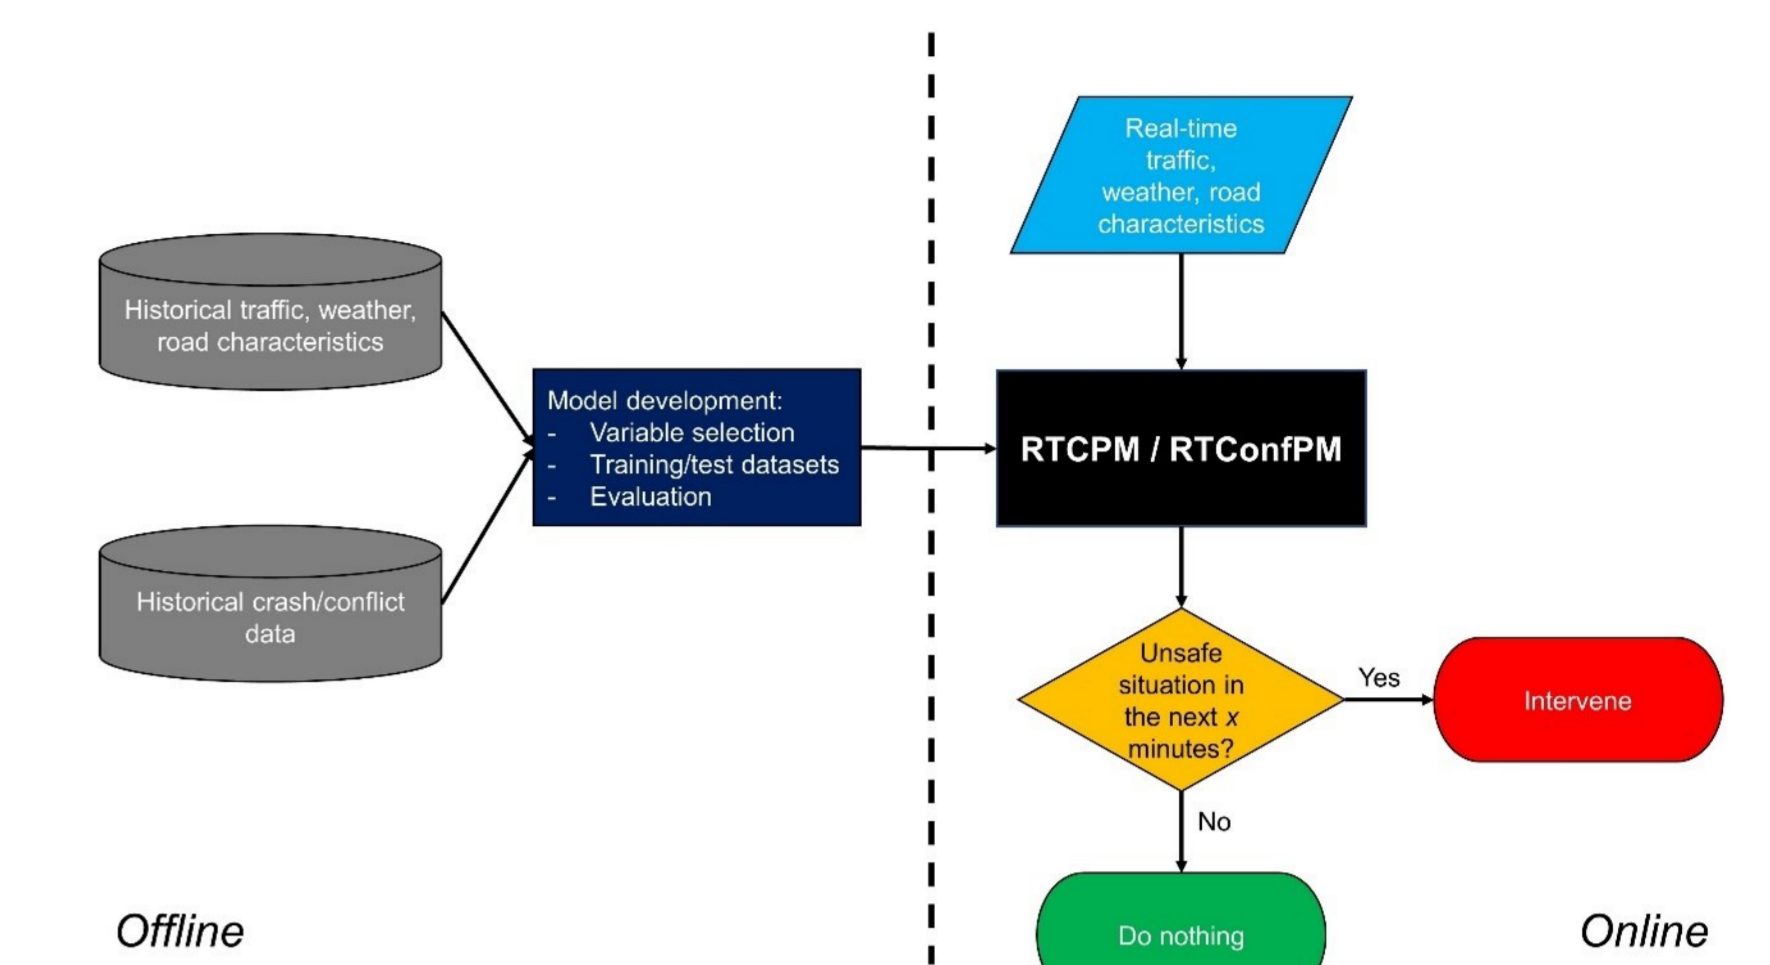 Historical traffic, weather,
road characteristics
Historical crash/conflict
data
Model development:
- Variable selection
- Training/test datasets
- Evaluation
Offline
Real-time
traffic,
weather, road
characteristics
RTCPM / RTConfPM
Unsafe
situation in
the next x
minutes?
Yes
Intervene
No
Do nothing
Online